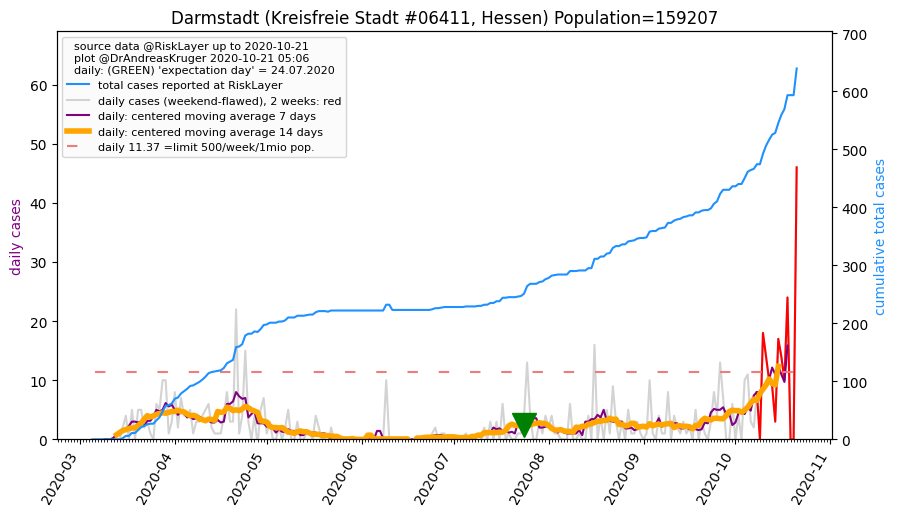 Darmstadt (Kreisfreie Stadt #06411, Hessen) Population=159207
source data @RiskLayer up to 2020-10-21
plot @DrAndreasKruger 2020-10-21 05:06
daily: (GREEN) 'expectation day' = 24.07.2020
total cases reported at RiskLayer
daily cases (weekend-flawed), 2 weeks: red
daily: centered moving average 7 days
daily: centered moving average 14 days
daily 11.37 =limit 500/week/1mio pop.
daily cases
60
50
40
30
20
10
0
700
600
500
400
300
200
100
0
cumulative total cases
2020-03
2020-04
2020-05
2020-06
2020-07
2020-08
2020-09
2020-10
2020-11